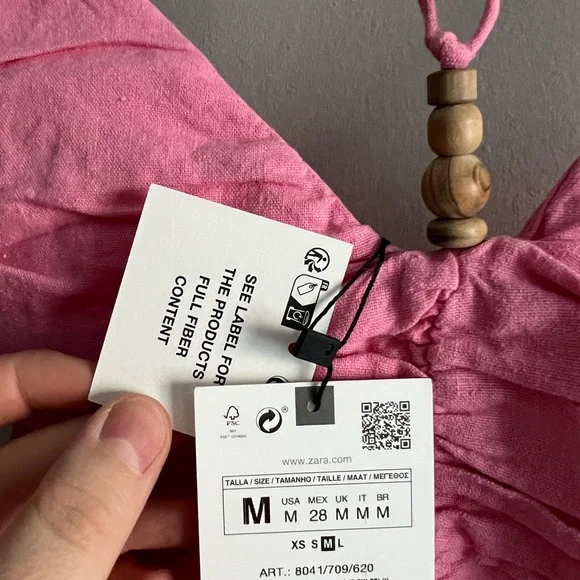 SEE LABEL FOR
THE PRODUCTS
FULL FIBER
CONTENT
FSC
®
www.zara.com
TALLA / SIZE / TAMANHO / TAILLE / MAAT / ΜΕΓΕΘΟΣ
M
USA MEX UK IT BR
M 28 M M M
XS S M L
ART.: 8041/709/620